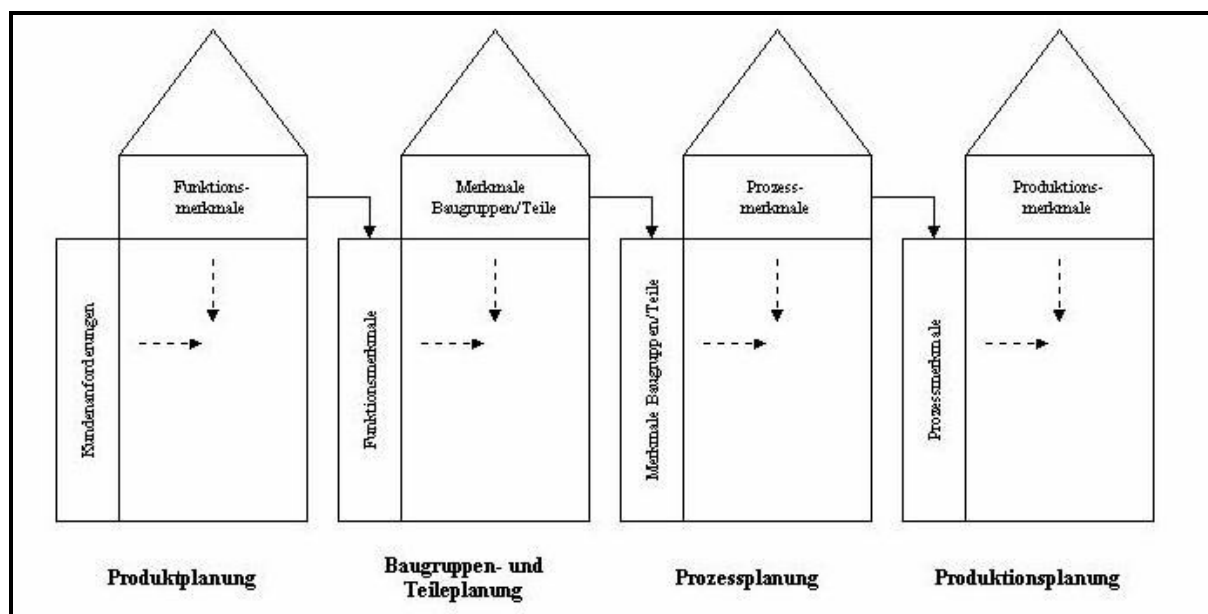 Funktions-
merkmale
Merkmale
Baugruppen/Teile
Prozess-
merkmale
Produktions-
merkmale
Kundenanforderungen
Funktionsmerkmale
Merkmale Baugruppen/Teile
Prozessmerkmale
Produktplanung
Baugruppen- und
Teileplanung
Prozessplanung
Produktionsplanung